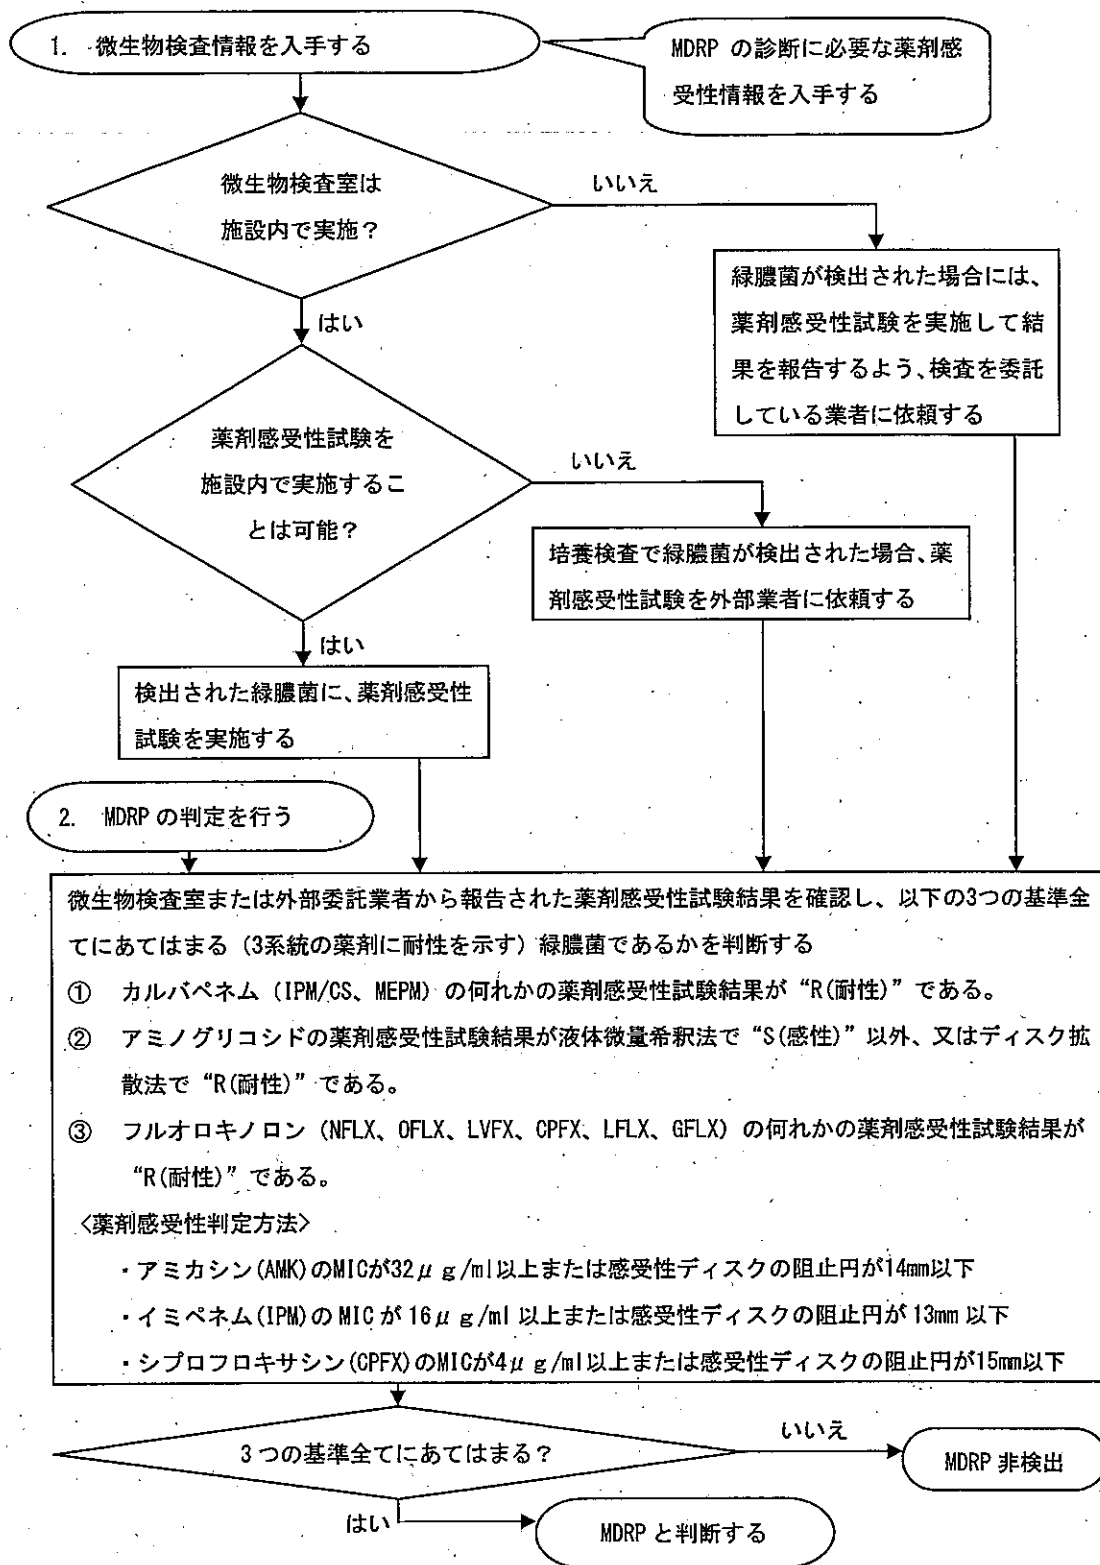 1. 微生物検査情報を入手する
MDRP の診断に必要な薬剤感
受性情報を入手する
微生物検査室は
施設内で実施？
いいえ
はい
緑膿菌が検出された場合には、
薬剤感受性試験を実施して結
果を報告するよう、検査を委託
している業者に依頼する
薬剤感受性試験を
施設内で実施するこ
とは可能？
いいえ
はい
培養検査で緑膿菌が検出された場合、薬
剤感受性試験を外部業者に依頼する
検出された緑膿菌に、薬剤感受性
試験を実施する
2. MDRP の判定を行う
微生物検査室または外部委託業者から報告された薬剤感受性試験結果を確認し、以下の3つの基準全
てにあてはまる（3系統の薬剤に耐性を示す）緑膿菌であるかを判断する
① カルバペネム（IPM/CS、MEPM）の何れかの薬剤感受性試験結果が “R(耐性)” である。
② アミノグリコシドの薬剤感受性試験結果が液体微量希釈法で “S(感性)” 以外、又はディスク拡
散法で “R(耐性)” である。
③ フルオロキノロン（NFLX、OFLX、LVFX、CPFX、LFLX、GFLX）の何れかの薬剤感受性試験結果が
“R(耐性)” である。
〈薬剤感受性判定方法〉
・アミカシン(AMK)のMICが32μg/ml以上または感受性ディスクの阻止円が14mm以下
・イミペネム(IPM)のMICが16μg/ml以上または感受性ディスクの阻止円が13mm以下
・シプロフロキサシン(CPFX)のMICが4μg/ml以上または感受性ディスクの阻止円が15mm以下
3つの基準全てにあてはまる？
いいえ
MDRP 非検出
はい
MDRP と判断する